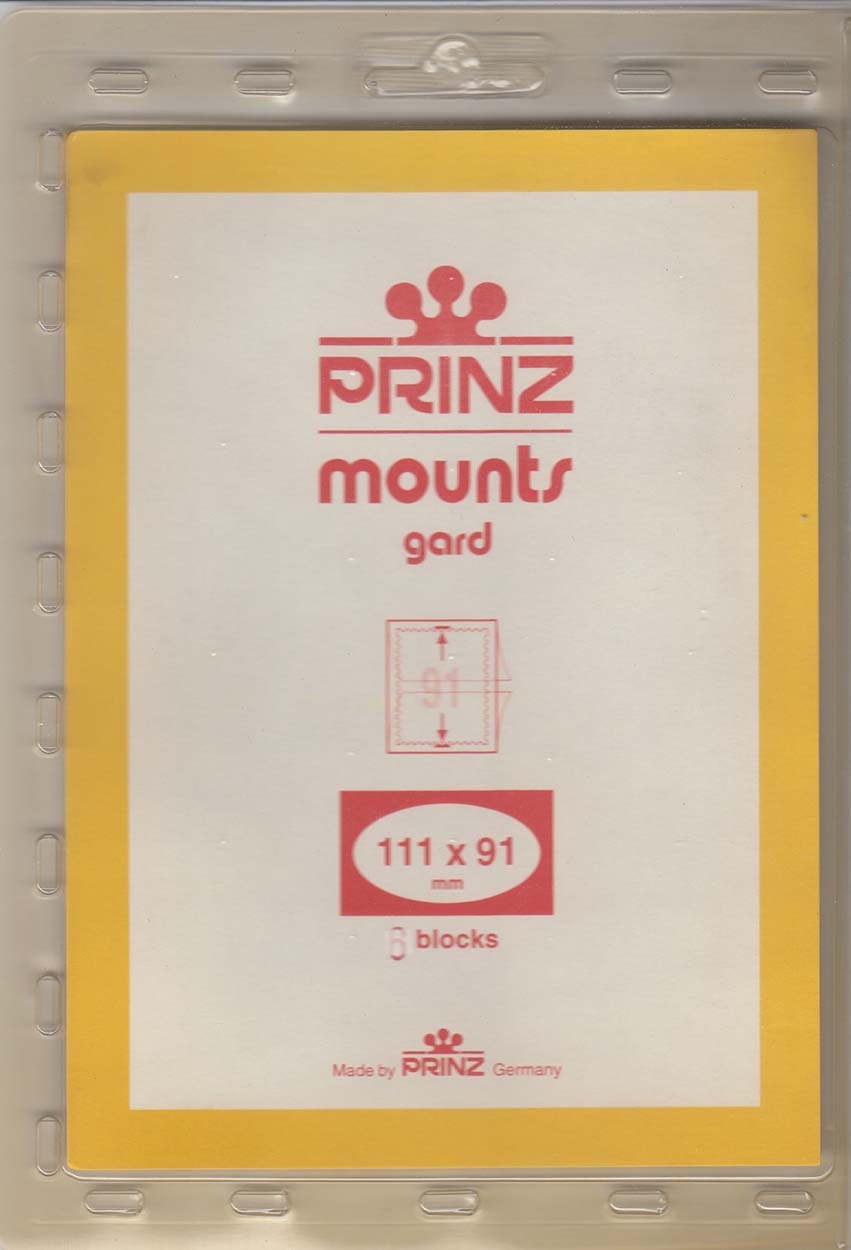 PRINZ
mounts
gard
91
111 x 91
mm
6 blocks
Made by PRINZ Germany